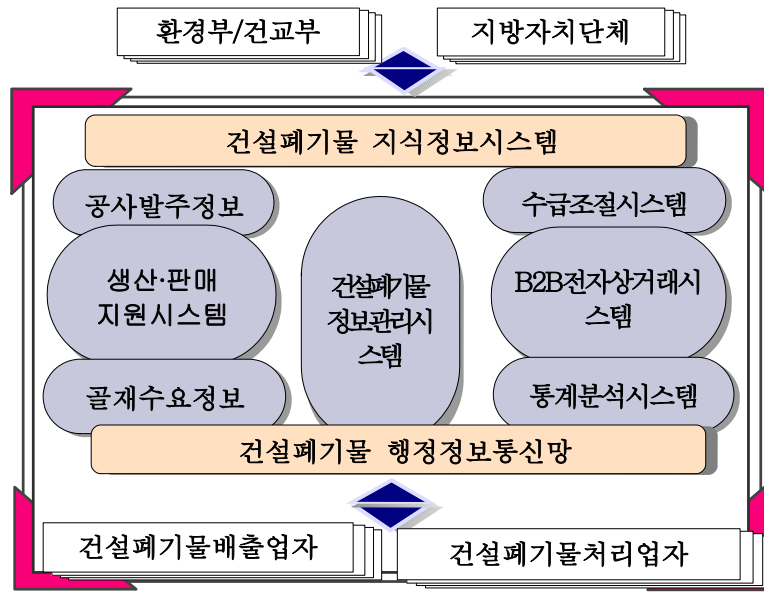 환경부/건교부
지방자치단체
건설폐기물 지식정보시스템
공사발주정보
수급조절시스템
생산·판매
지원시스템
건설폐기물
정보관리시
스템
B2B전자상거래시
스템
골재수요정보
통계분석시스템
건설폐기물 행정정보통신망
건설폐기물배출업자
건설폐기물처리업자